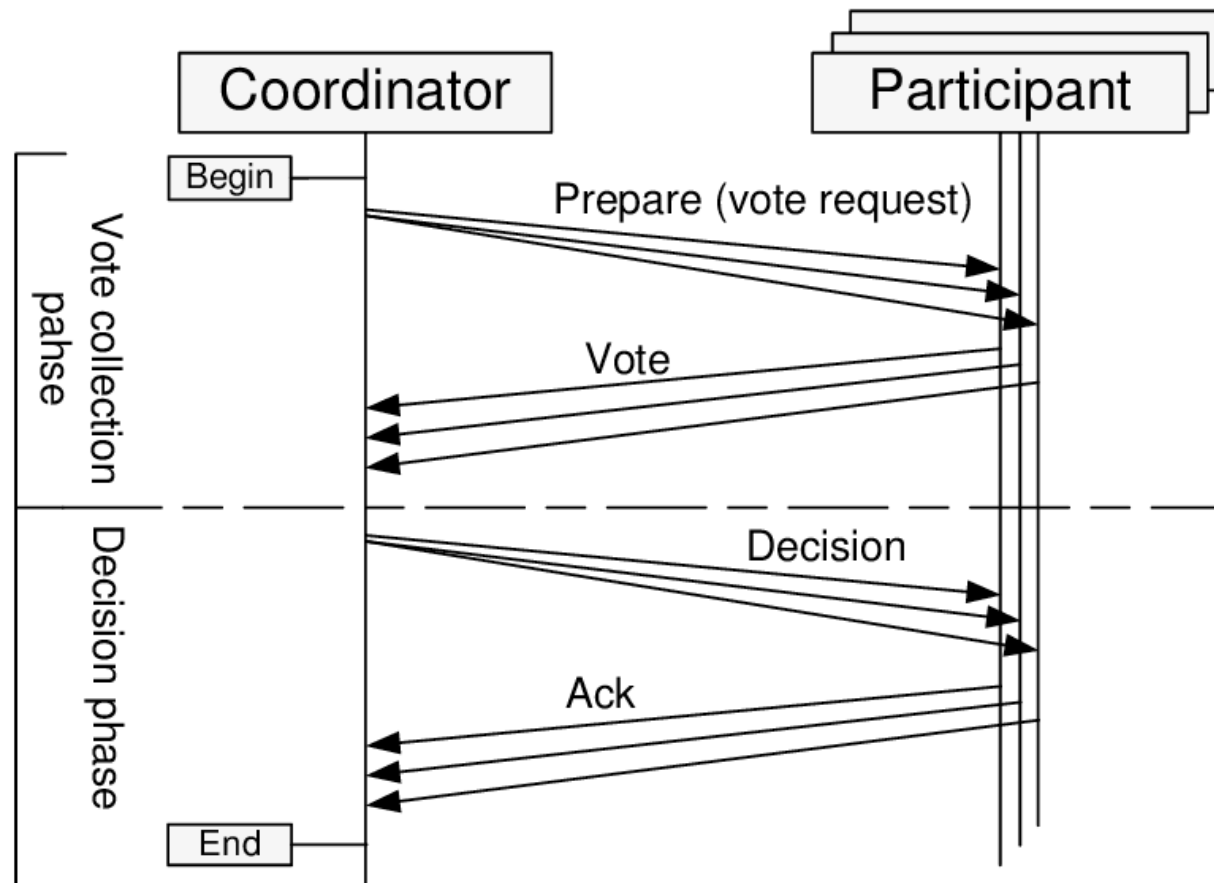 Coordinator
Participant
Begin
Prepare (vote request)
Vote collection
pahse
Vote
Decision
Decision phase
Ack
End